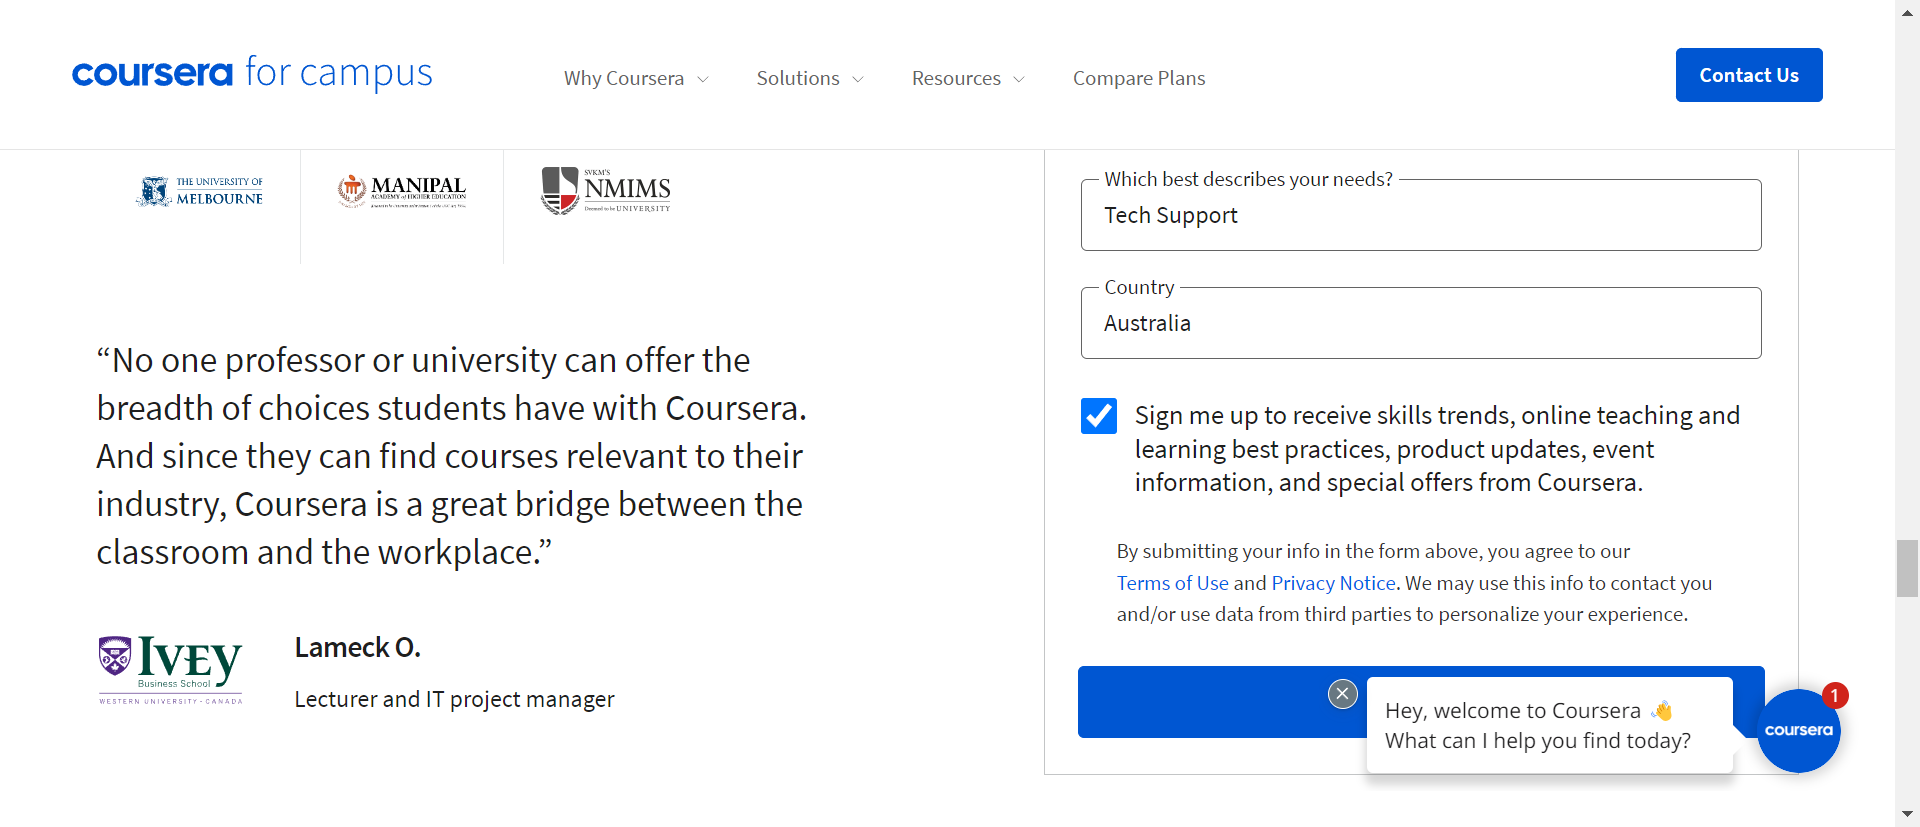 coursera for campus
Why Coursera
Solutions
Resources
Compare Plans
Contact Us
THE UNIVERSITY OF
MELBOURNE
MANIPAL
ACADEMY of HIGHER EDUCATION
SVKM'S
NMIMS
Deemed to be UNIVERSITY
“No one professor or university can offer the
breadth of choices students have with Coursera.
And since they can find courses relevant to their
industry, Coursera is a great bridge between the
classroom and the workplace.”
IVEY
Business School
WESTERN UNIVERSITY · CANADA
Lameck O.
Lecturer and IT project manager
Which best describes your needs?
Tech Support
Country
Australia
Sign me up to receive skills trends, online teaching and
learning best practices, product updates, event
information, and special offers from Coursera.
By submitting your info in the form above, you agree to our
Terms of Use and Privacy Notice. We may use this info to contact you
and/or use data from third parties to personalize your experience.
Hey, welcome to Coursera 👋
What can I help you find today?
coursera
1